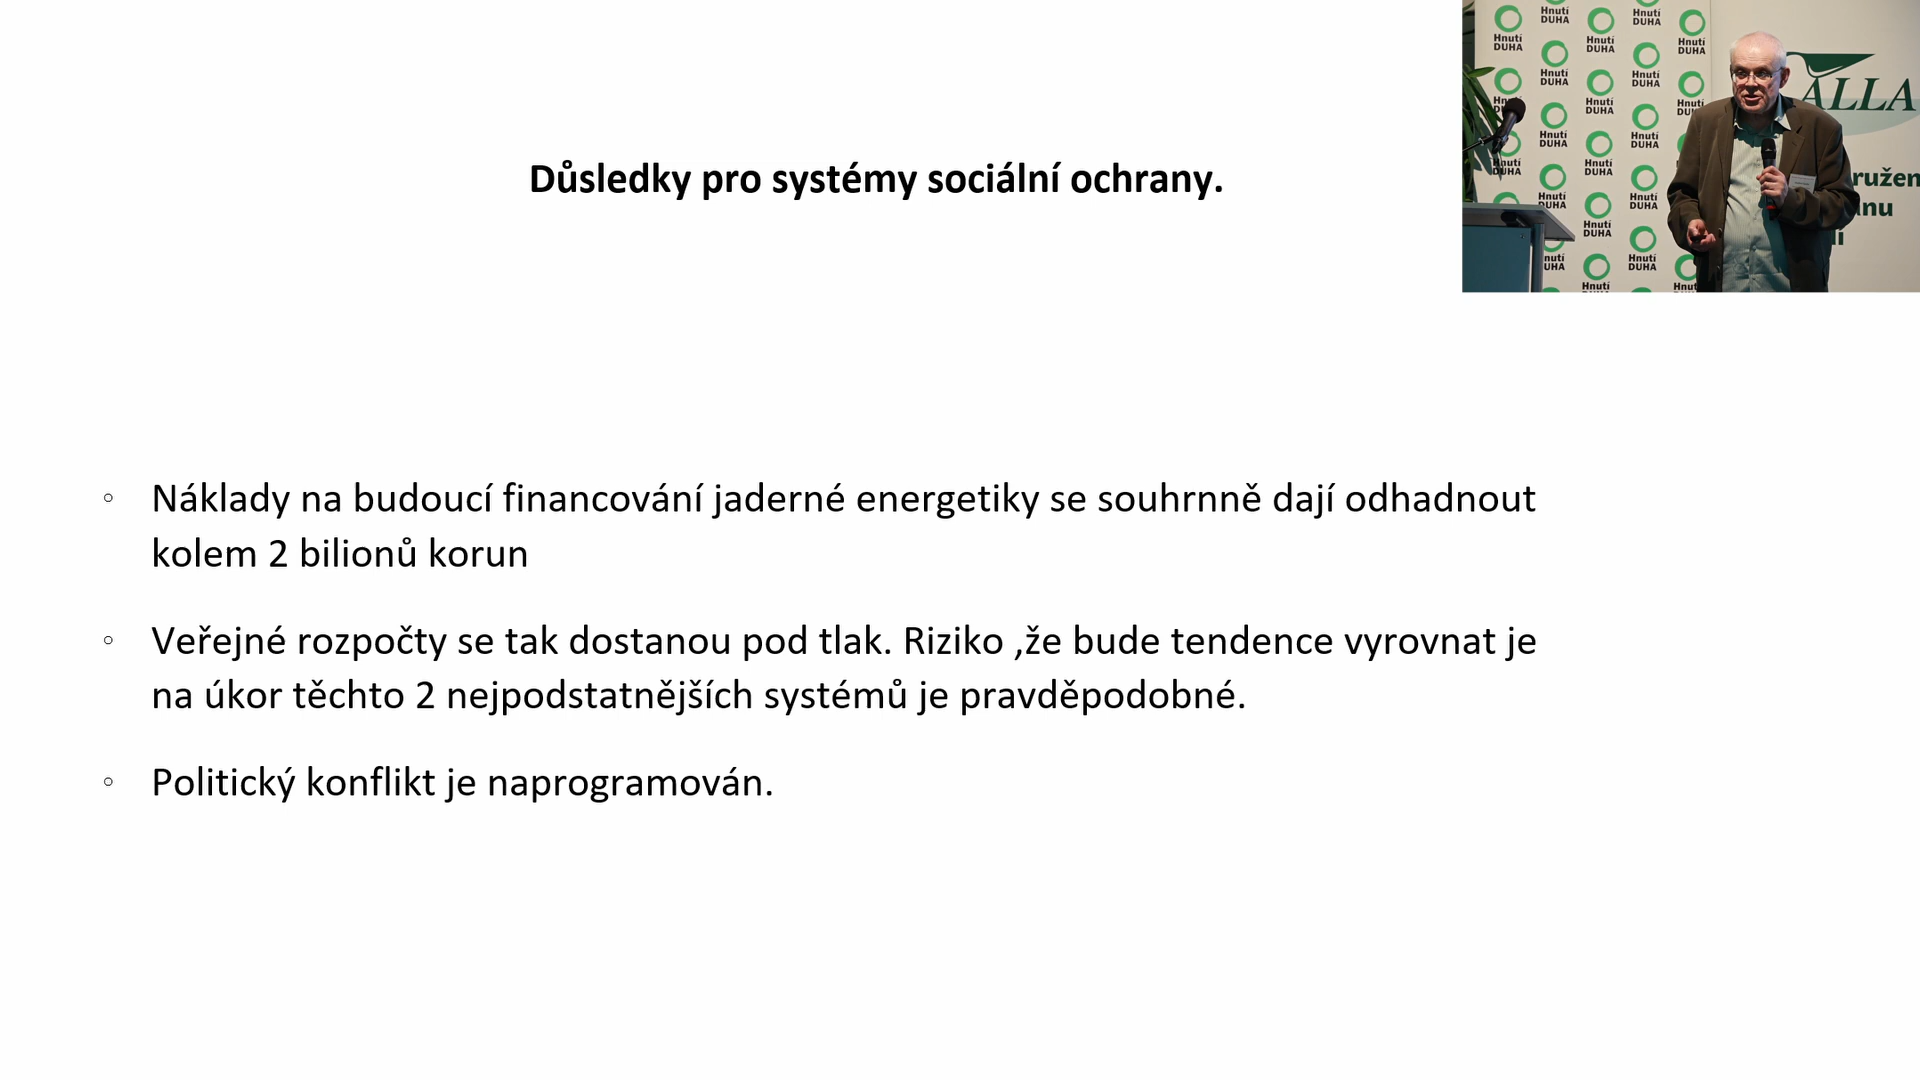 Důsledky pro systémy sociální ochrany.
Náklady na budoucí financování jaderné energetiky se souhrnně dají odhadnout
kolem 2 bilionů korun
Veřejné rozpočty se tak dostanou pod tlak. Riziko ,že bude tendence vyrovnat je
na úkor těchto 2 nejpodstatnějších systémů je pravděpodobné.
Politický konflikt je naprogramován.
Hnutí
DUHA
ALLA